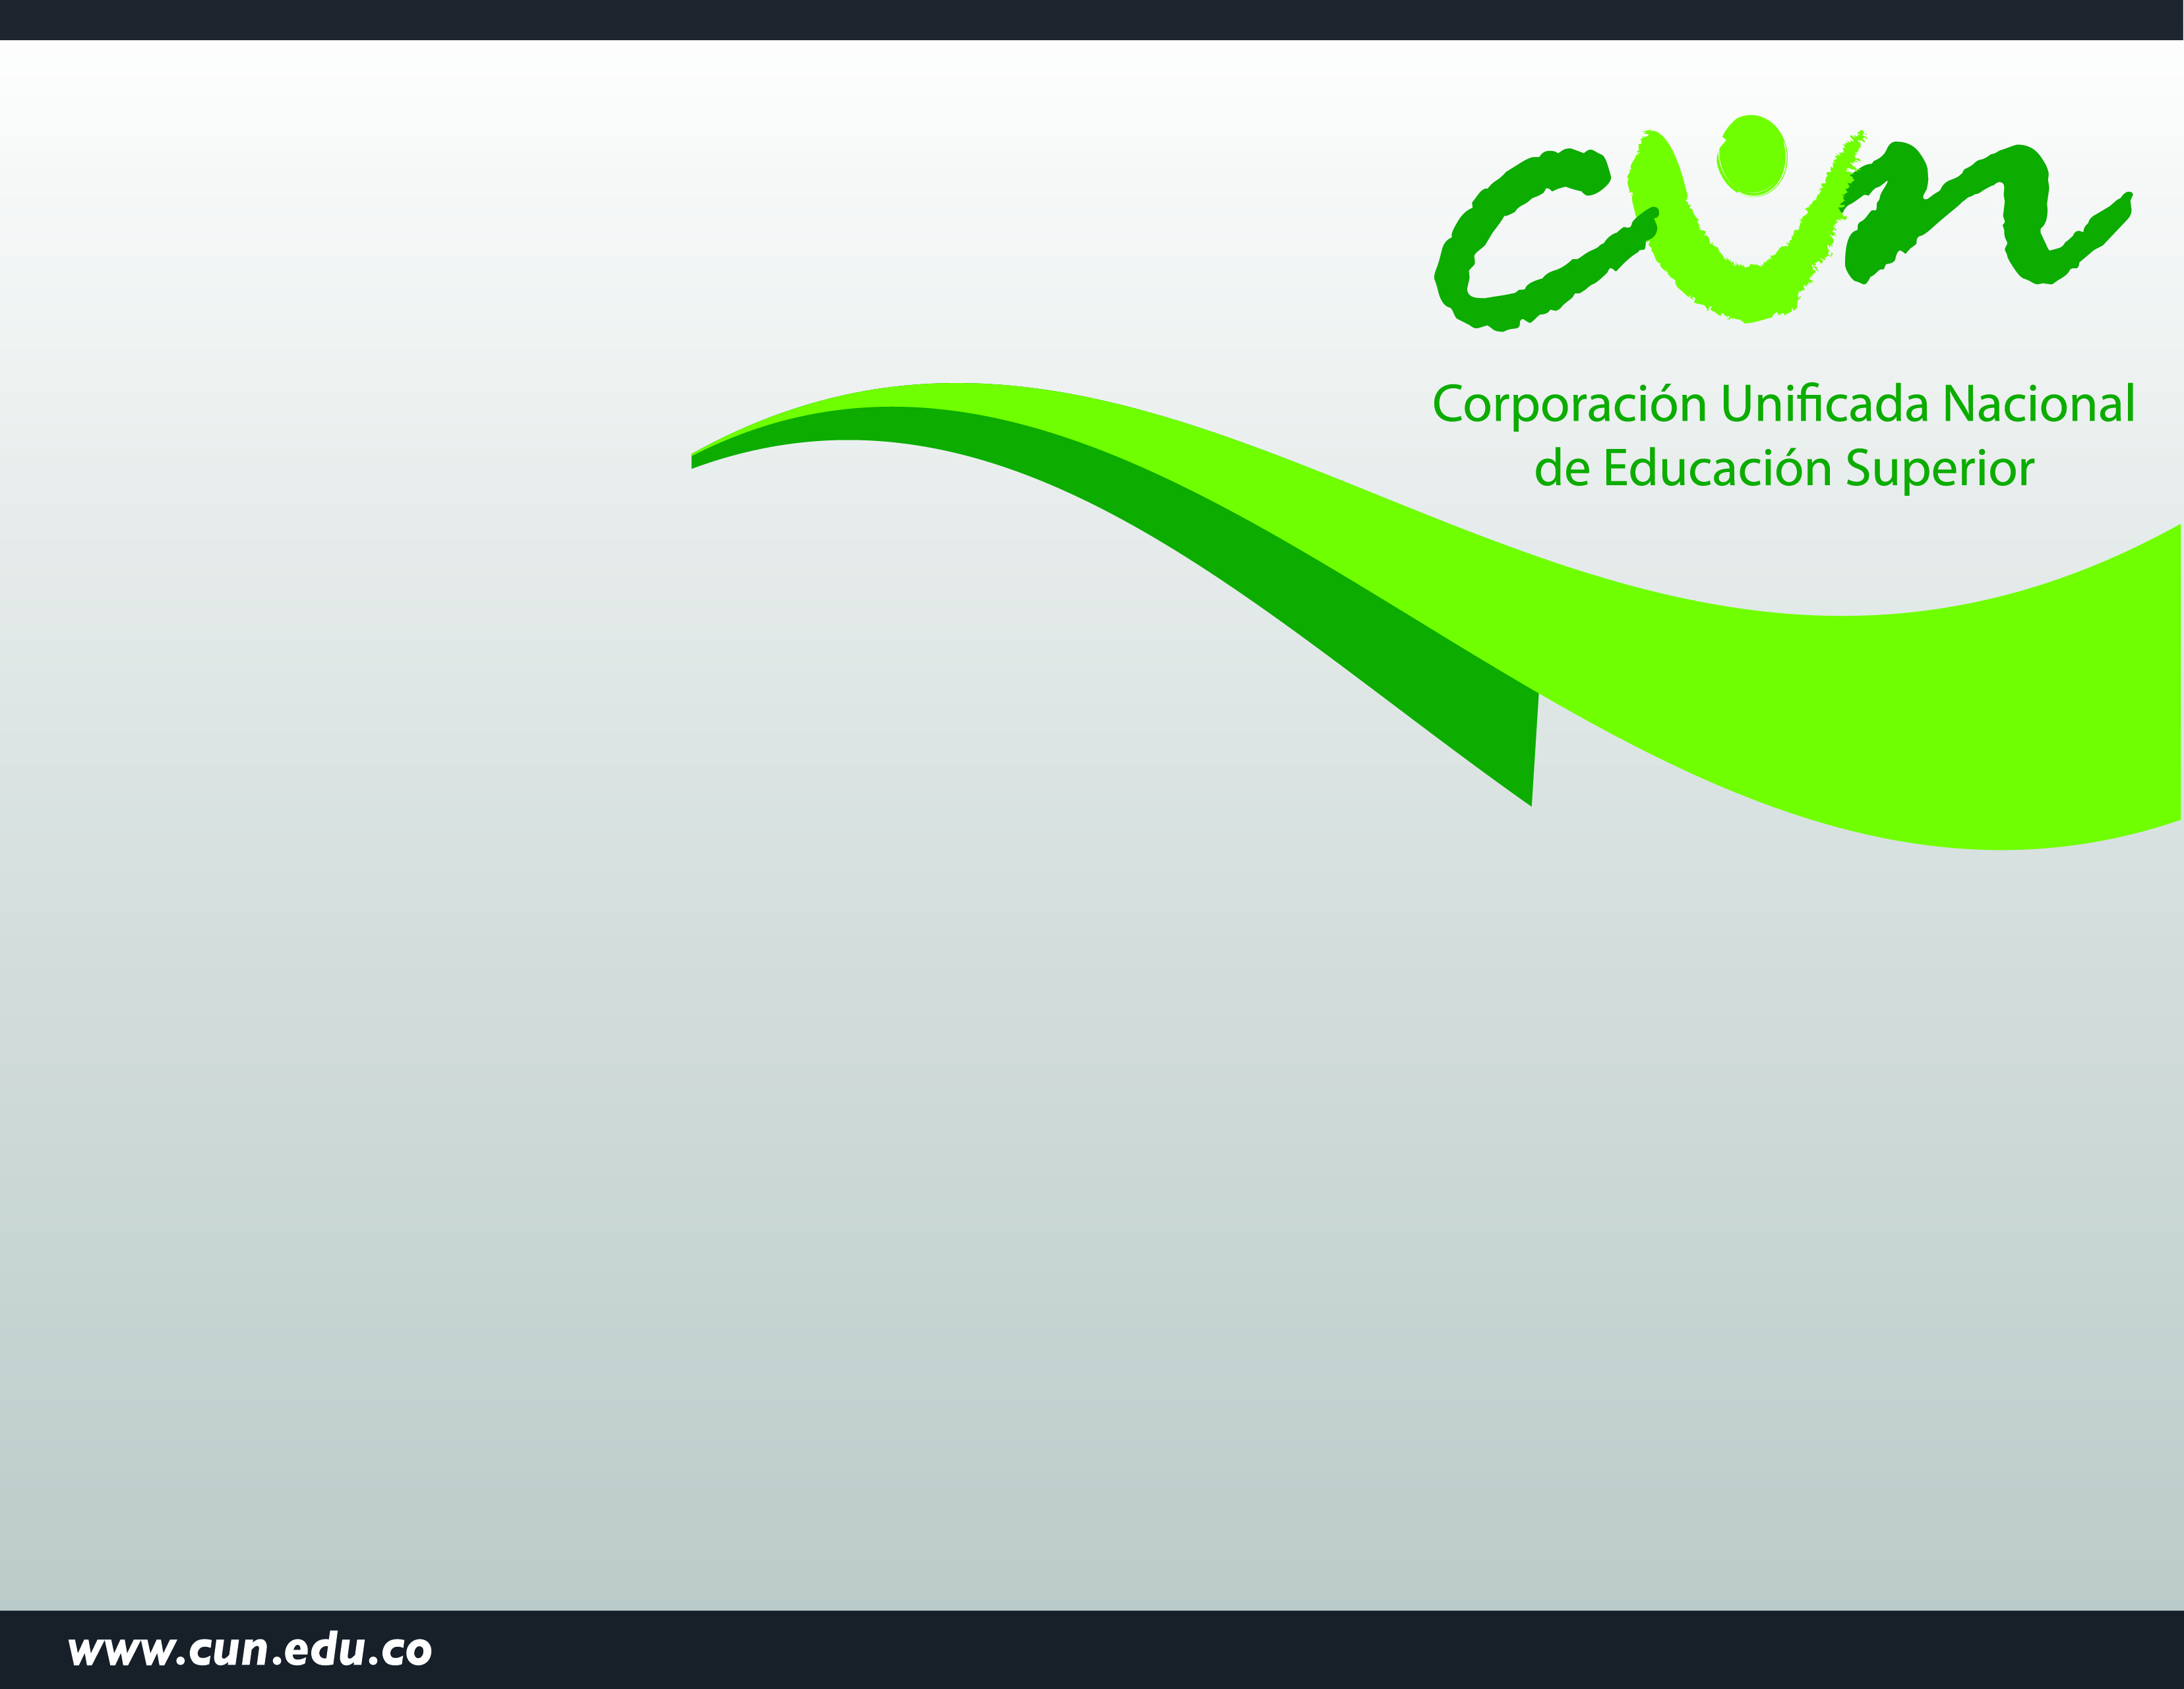 cun
Corporación Unificada Nacional
de Educación Superior
www.cun.edu.co